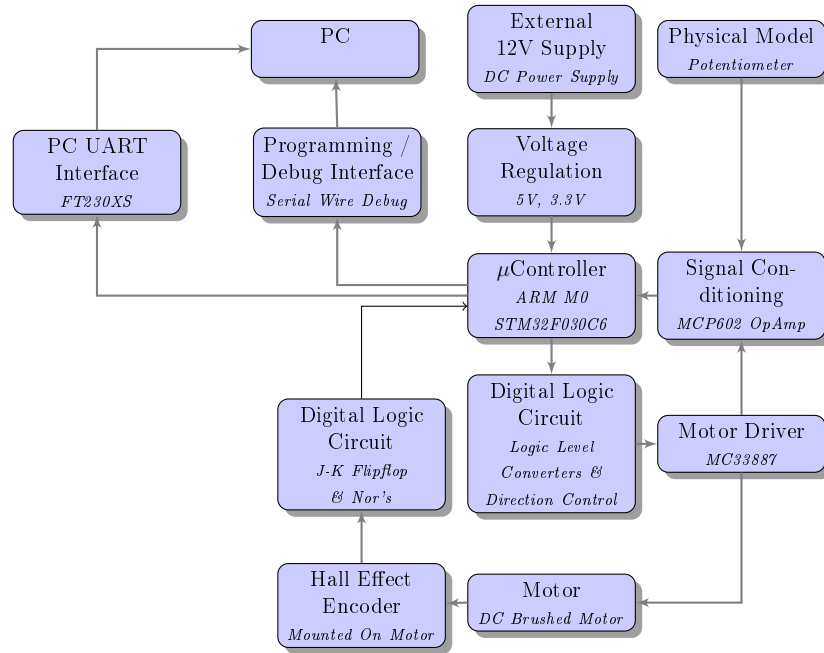 PC
External
12V Supply
DC Power Supply
Physical Model
Potentiometer
PC UART
Interface
FT230XS
Programming /
Debug Interface
Serial Wire Debug
Voltage
Regulation
5V, 3.3V
μController
ARM M0
STM32F030C6
Signal Con-
ditioning
MCP602 OpAmp
Digital Logic
Circuit
J-K Flipflop
& Nor's
Digital Logic
Circuit
Logic Level
Converters &
Direction Control
Motor Driver
MC33887
Hall Effect
Encoder
Mounted On Motor
Motor
DC Brushed Motor